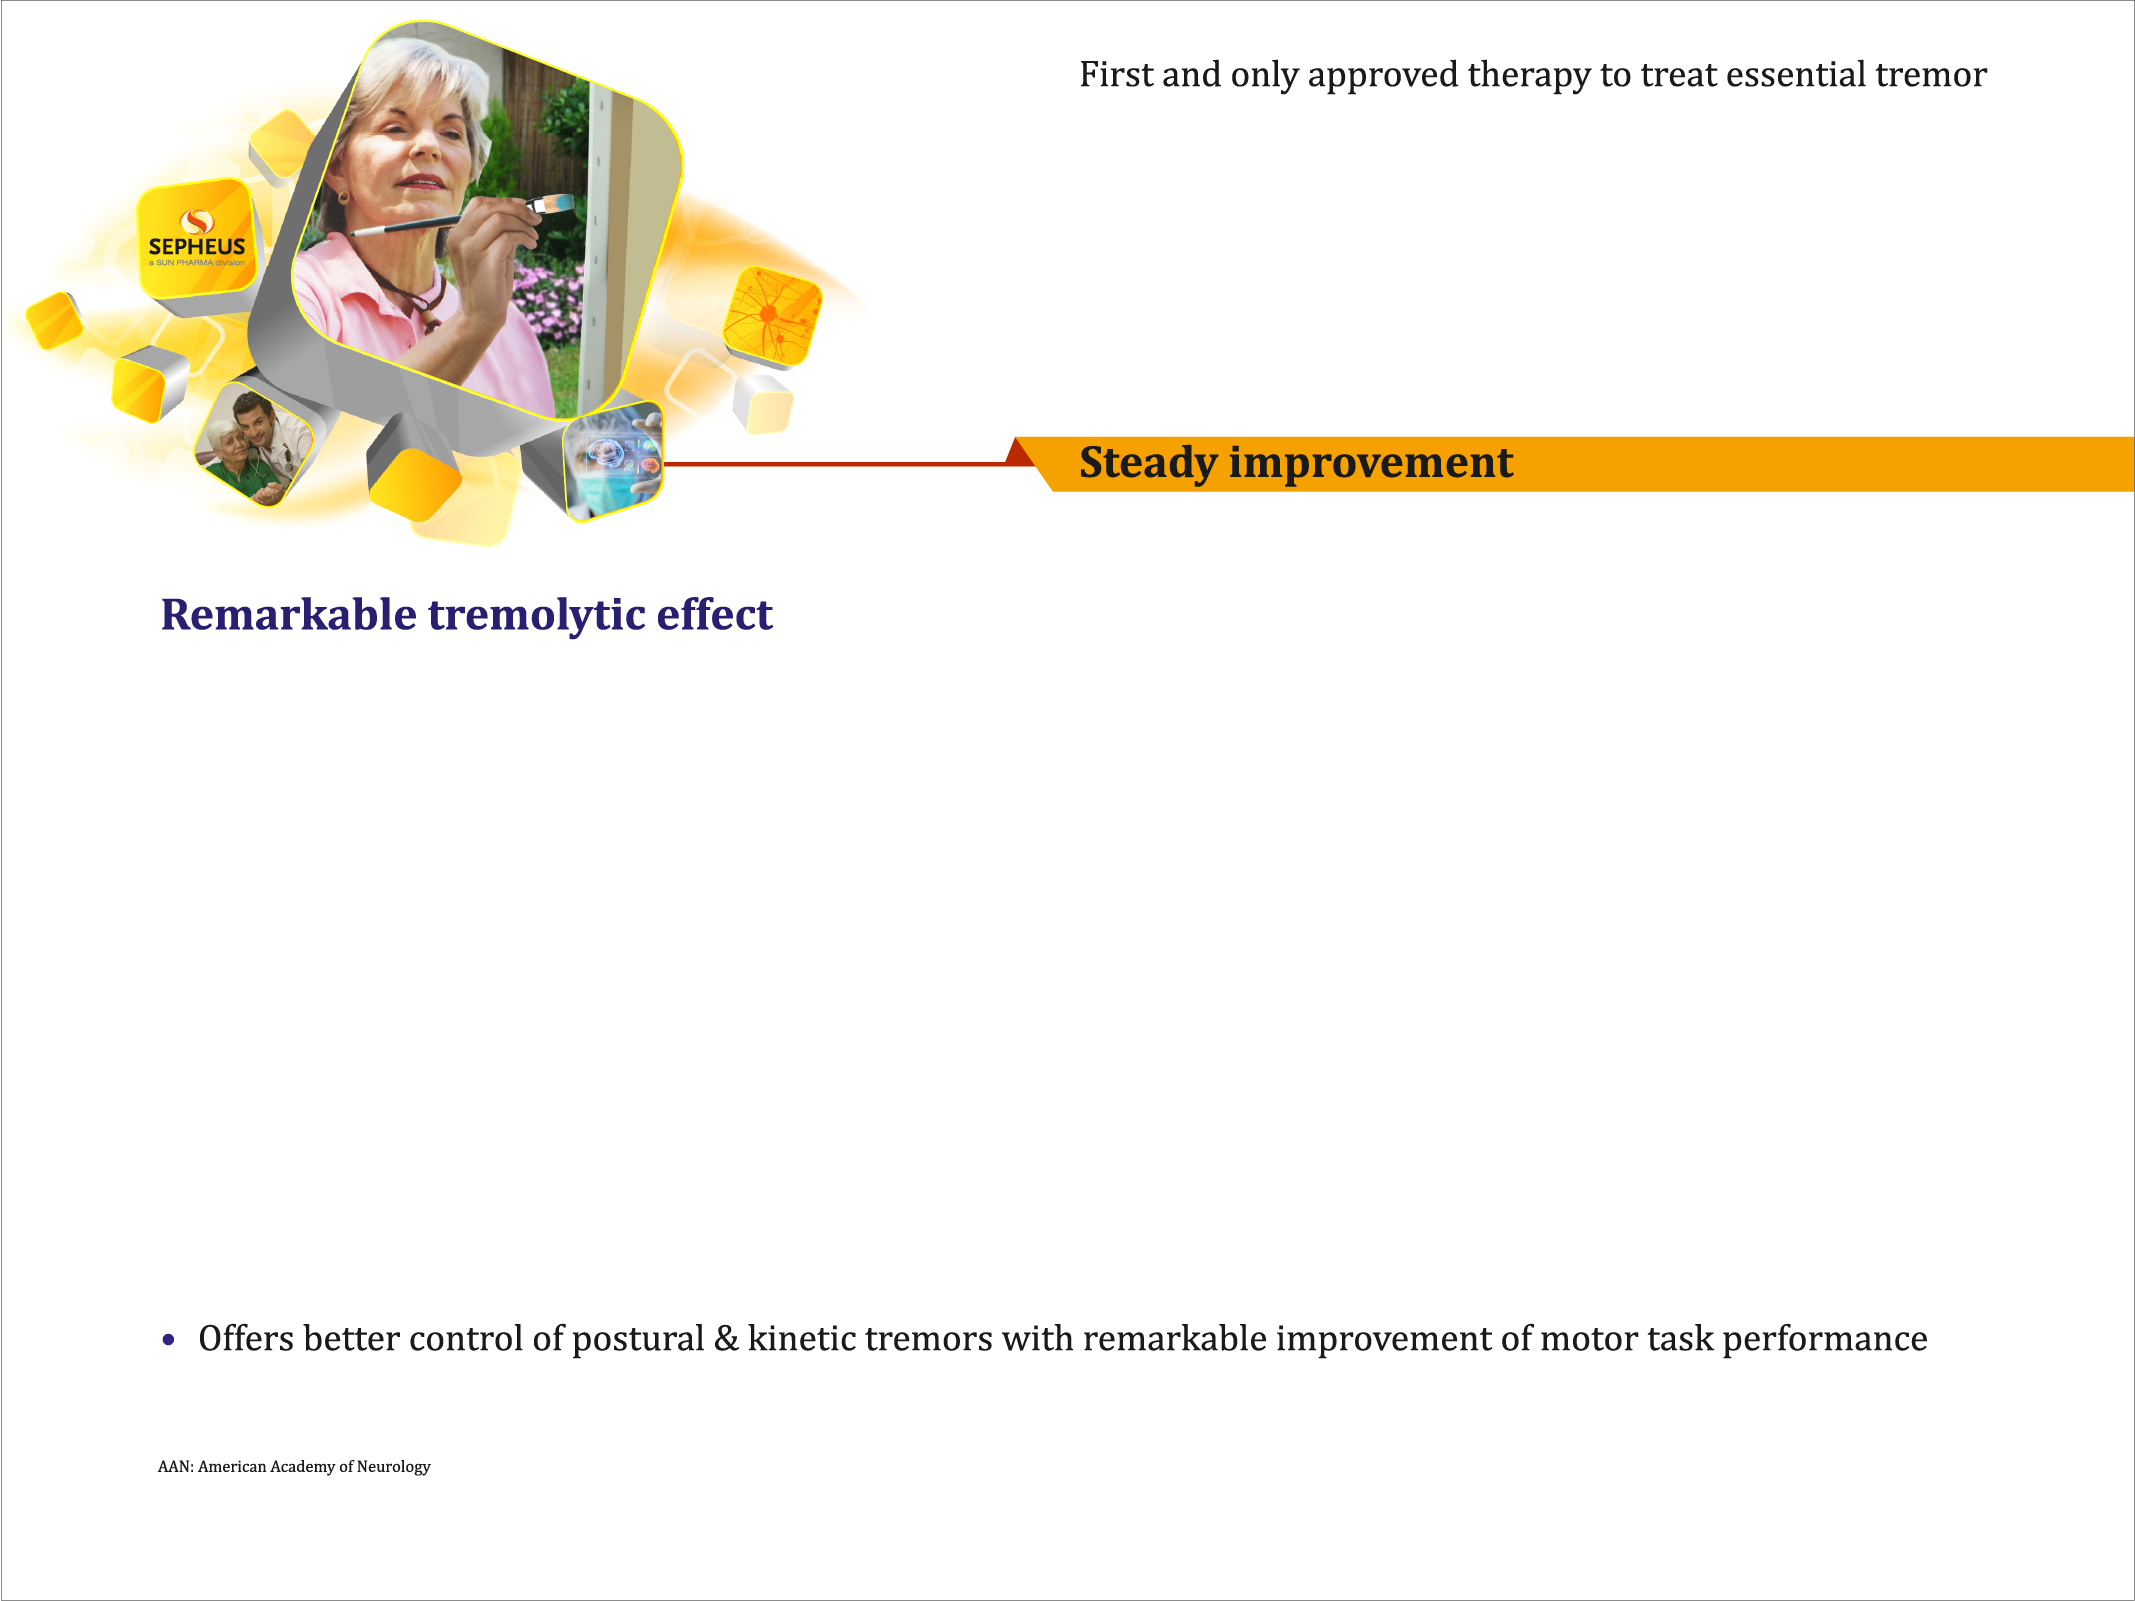 First and only approved therapy to treat essential tremor
SEPHEUS
a SUN PHARMA division
Steady improvement
Remarkable tremolytic effect
• Offers better control of postural & kinetic tremors with remarkable improvement of motor task performance
AAN: American Academy of Neurology